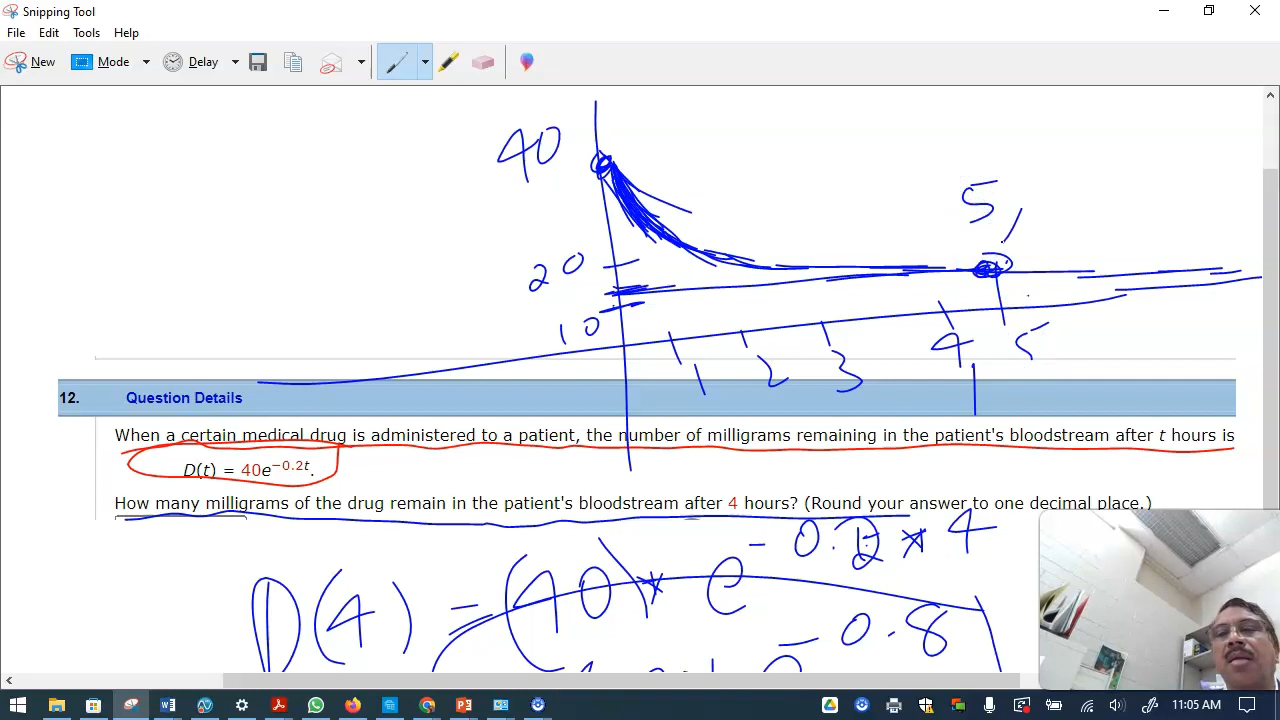 Snipping Tool
File Edit Tools Help
New Mode Delay
40
5,
20
10
1 2 3 4 5
12. Question Details
When a certain medical drug is administered to a patient, the number of milligrams remaining in the patient's bloodstream after t hours is
D(t) = 40e^−0.2t.
How many milligrams of the drug remain in the patient's bloodstream after 4 hours? (Round your answer to one decimal place.)
D(4) = (40) * e^-0.2*4
-0.8
11:05 AM